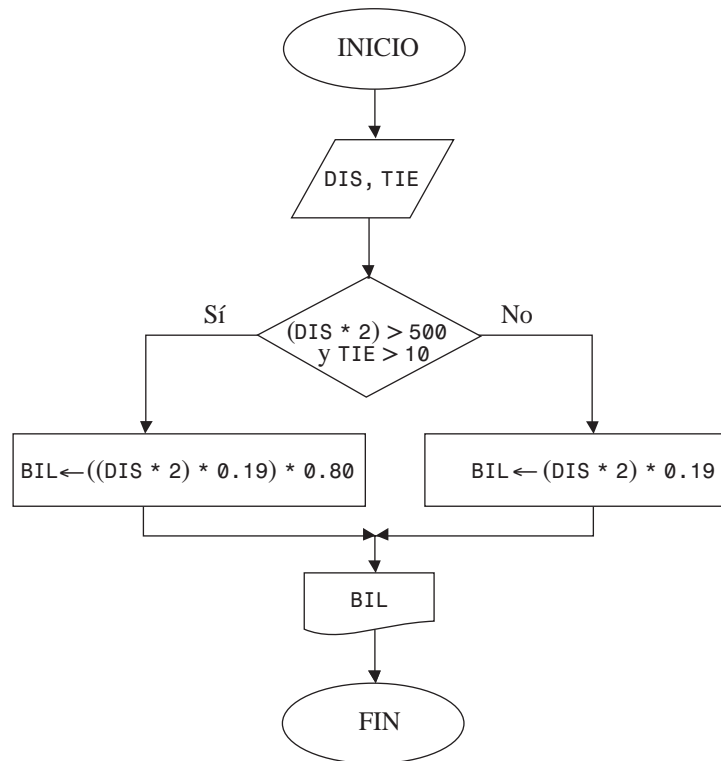 INICIO
DIS, TIE
Sí
No
(DIS * 2) > 500
y TIE > 10
BIL ← ((DIS * 2) * 0.19) * 0.80
BIL ← (DIS * 2) * 0.19
BIL
FIN